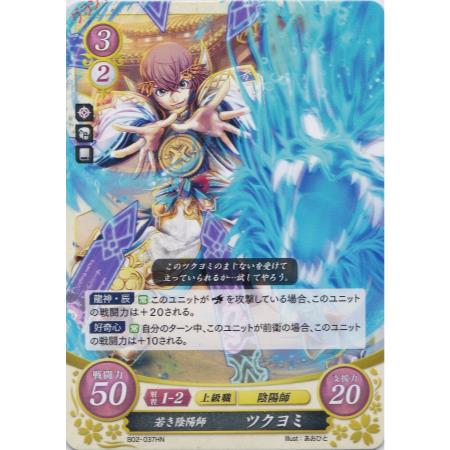 3
2
このツクヨミのまじないを受けて
立っていられるか…試してやろう。
龍神・辰 常 このユニットが を攻撃している場合、このユニット
の戦闘力は＋20される。
好奇心 常 自分のターン中、このユニットが前衛の場合、このユニッ
トの戦闘力は＋10される。
戦闘力
50
射程 1-2
上級職
陰陽師
支援力
20
若き陰陽師 ツクヨミ
B02-037HN
Illust：あおひと